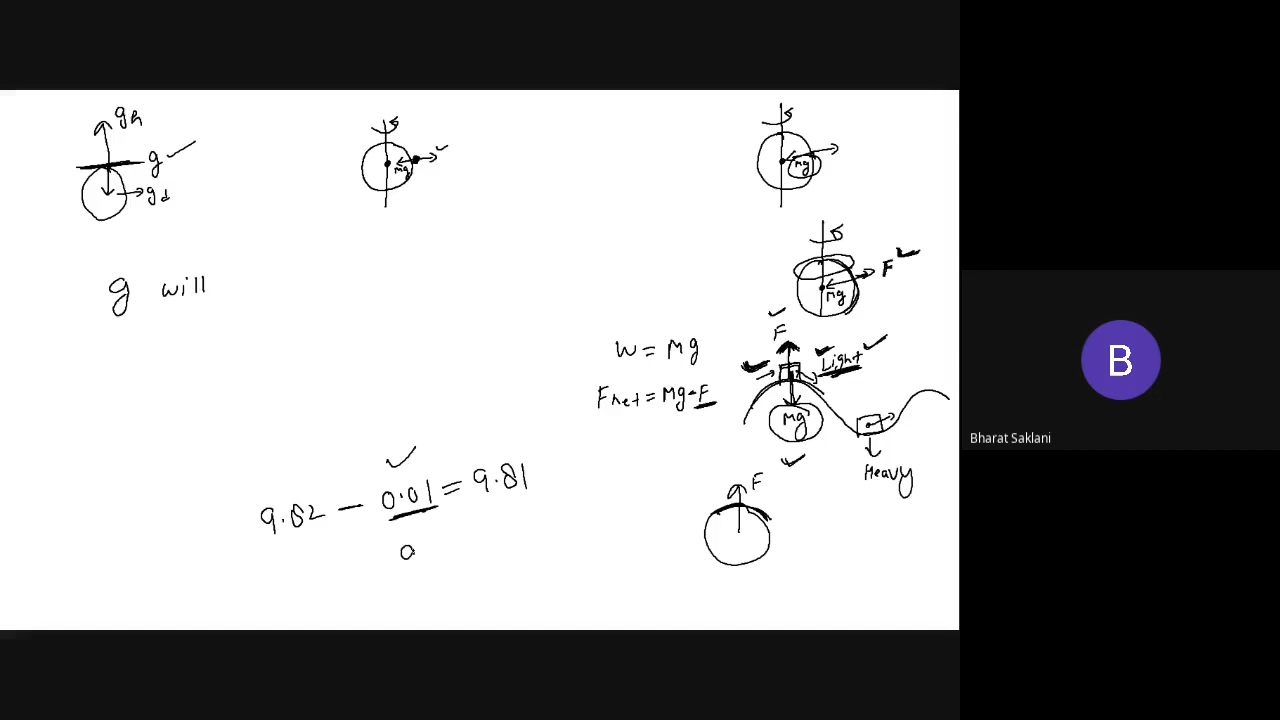 gh
g
gd
Mg
Mg
F
Mg
g will
F
W = Mg
Light
Fnet = Mg-F
Mg
Heavy
9.82 - 0.01 = 9.81
0
F
B
Bharat Saklani